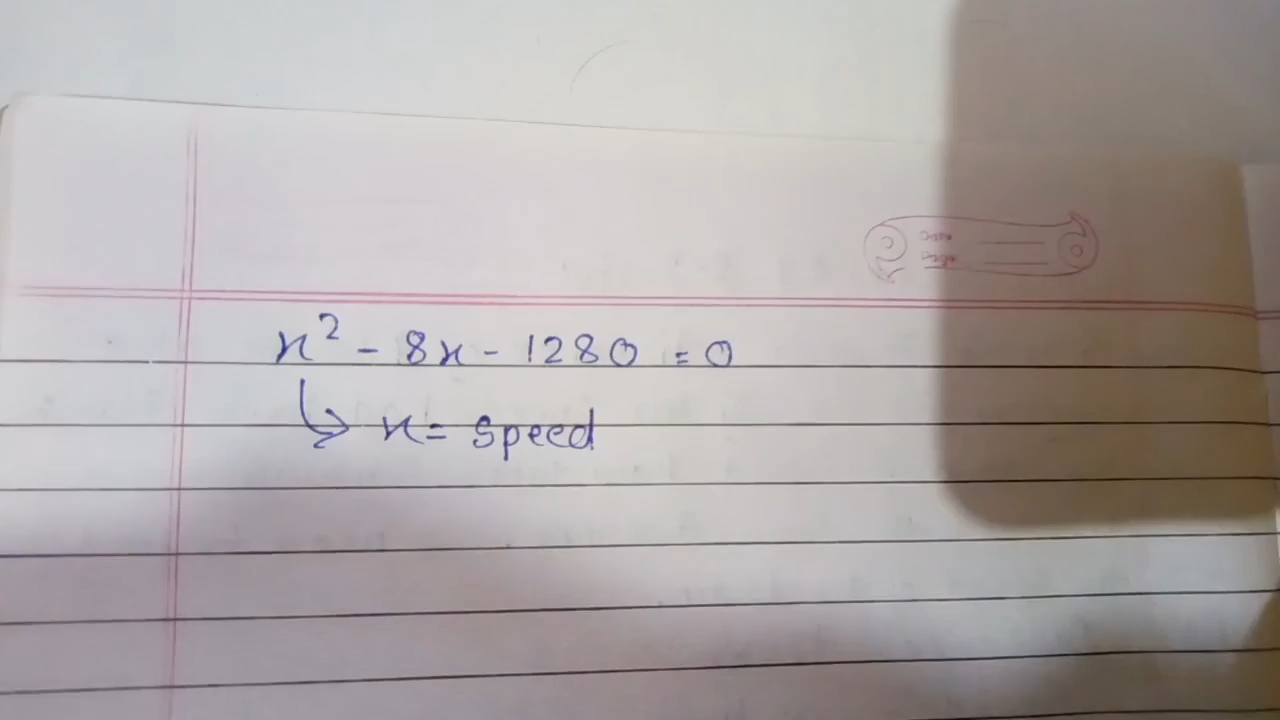 x² - 8x - 1280 = 0
x = speed